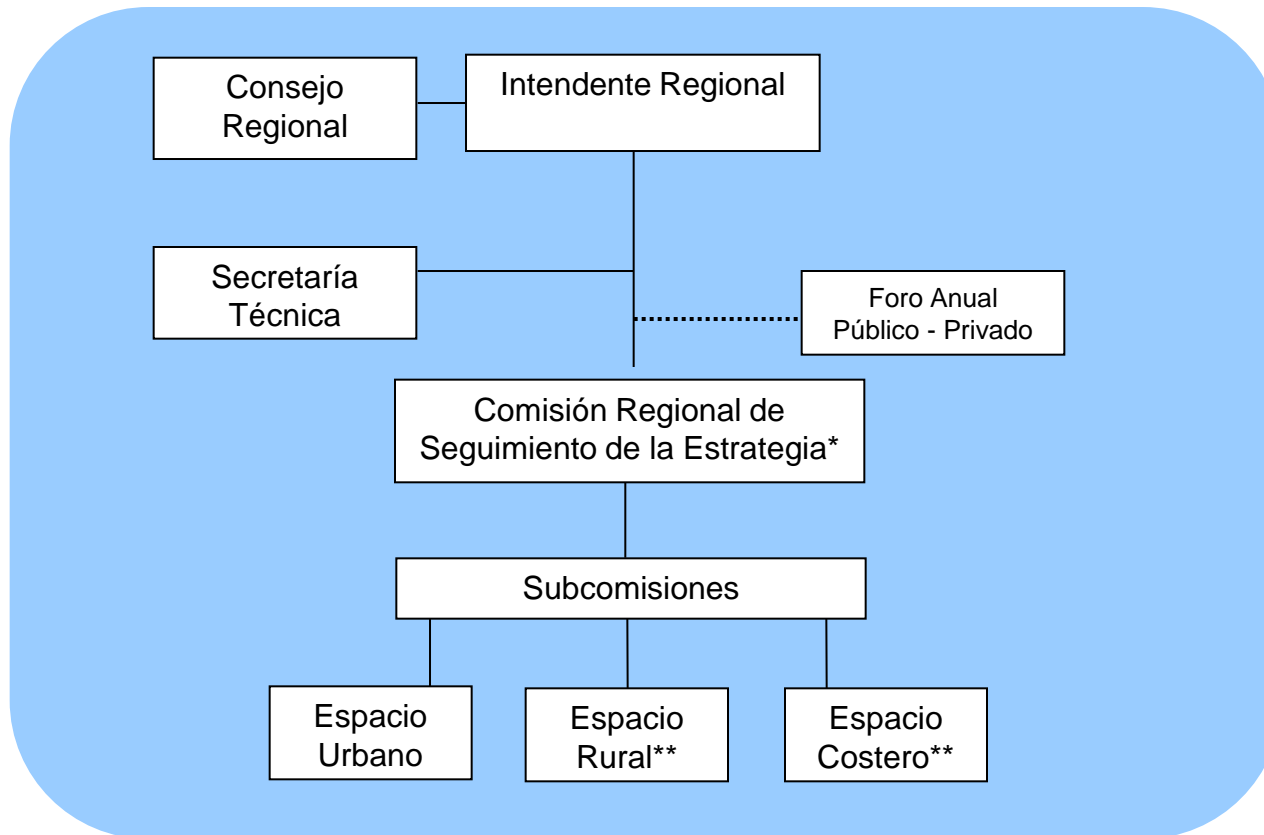 Consejo
Regional
Intendente Regional
Secretaría
Técnica
Foro Anual
Público - Privado
Comisión Regional de
Seguimiento de la Estrategia*
Subcomisiones
Espacio
Urbano
Espacio
Rural**
Espacio
Costero**